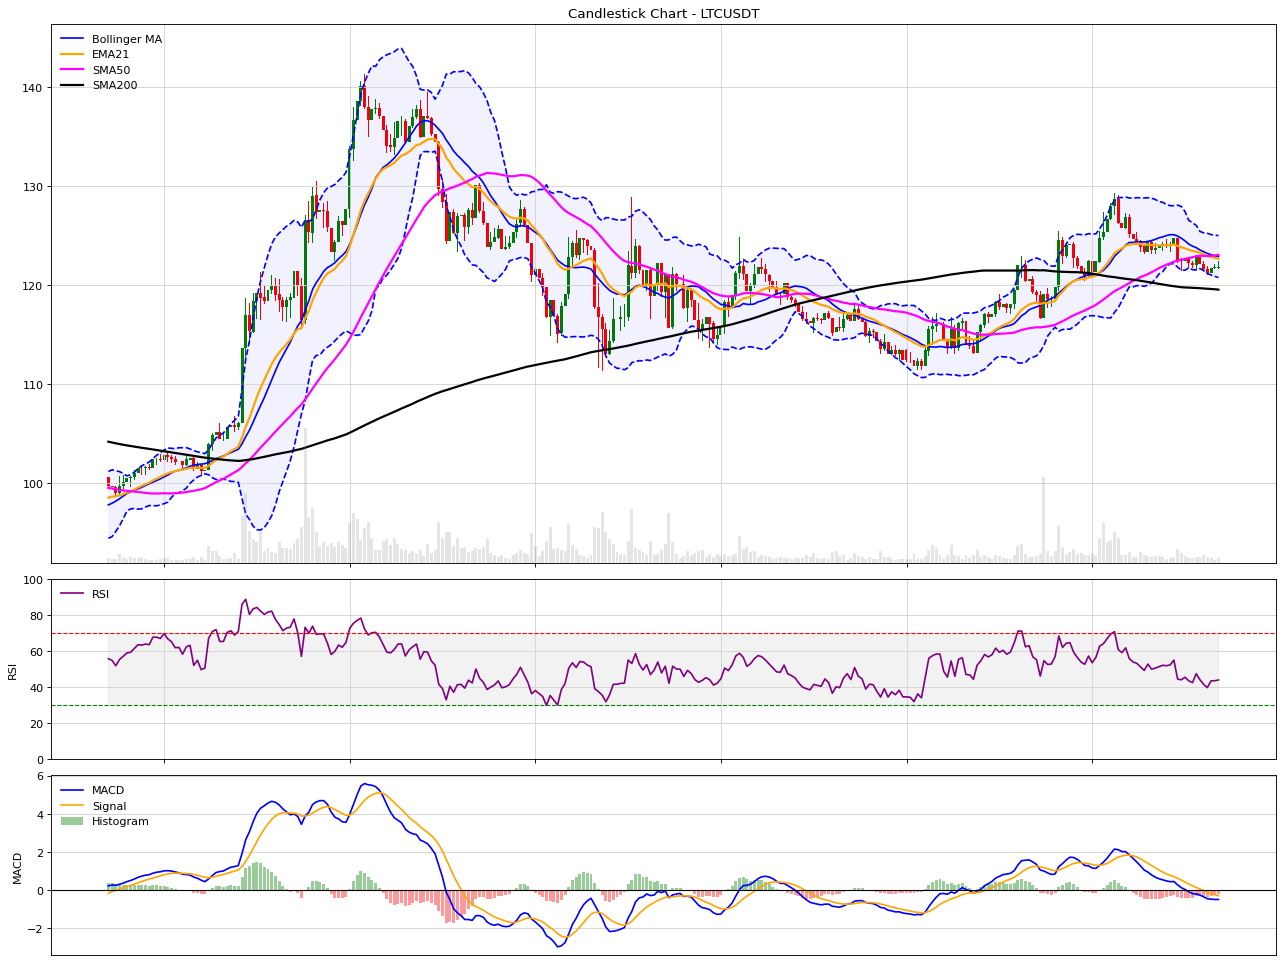 Candlestick Chart - LTCUSDT
Bollinger MA
EMA21
SMA50
SMA200
140
130
120
110
100
RSI
100
80
60
40
20
0
RSI
MACD
Signal
Histogram
6
4
2
0
−2
MACD